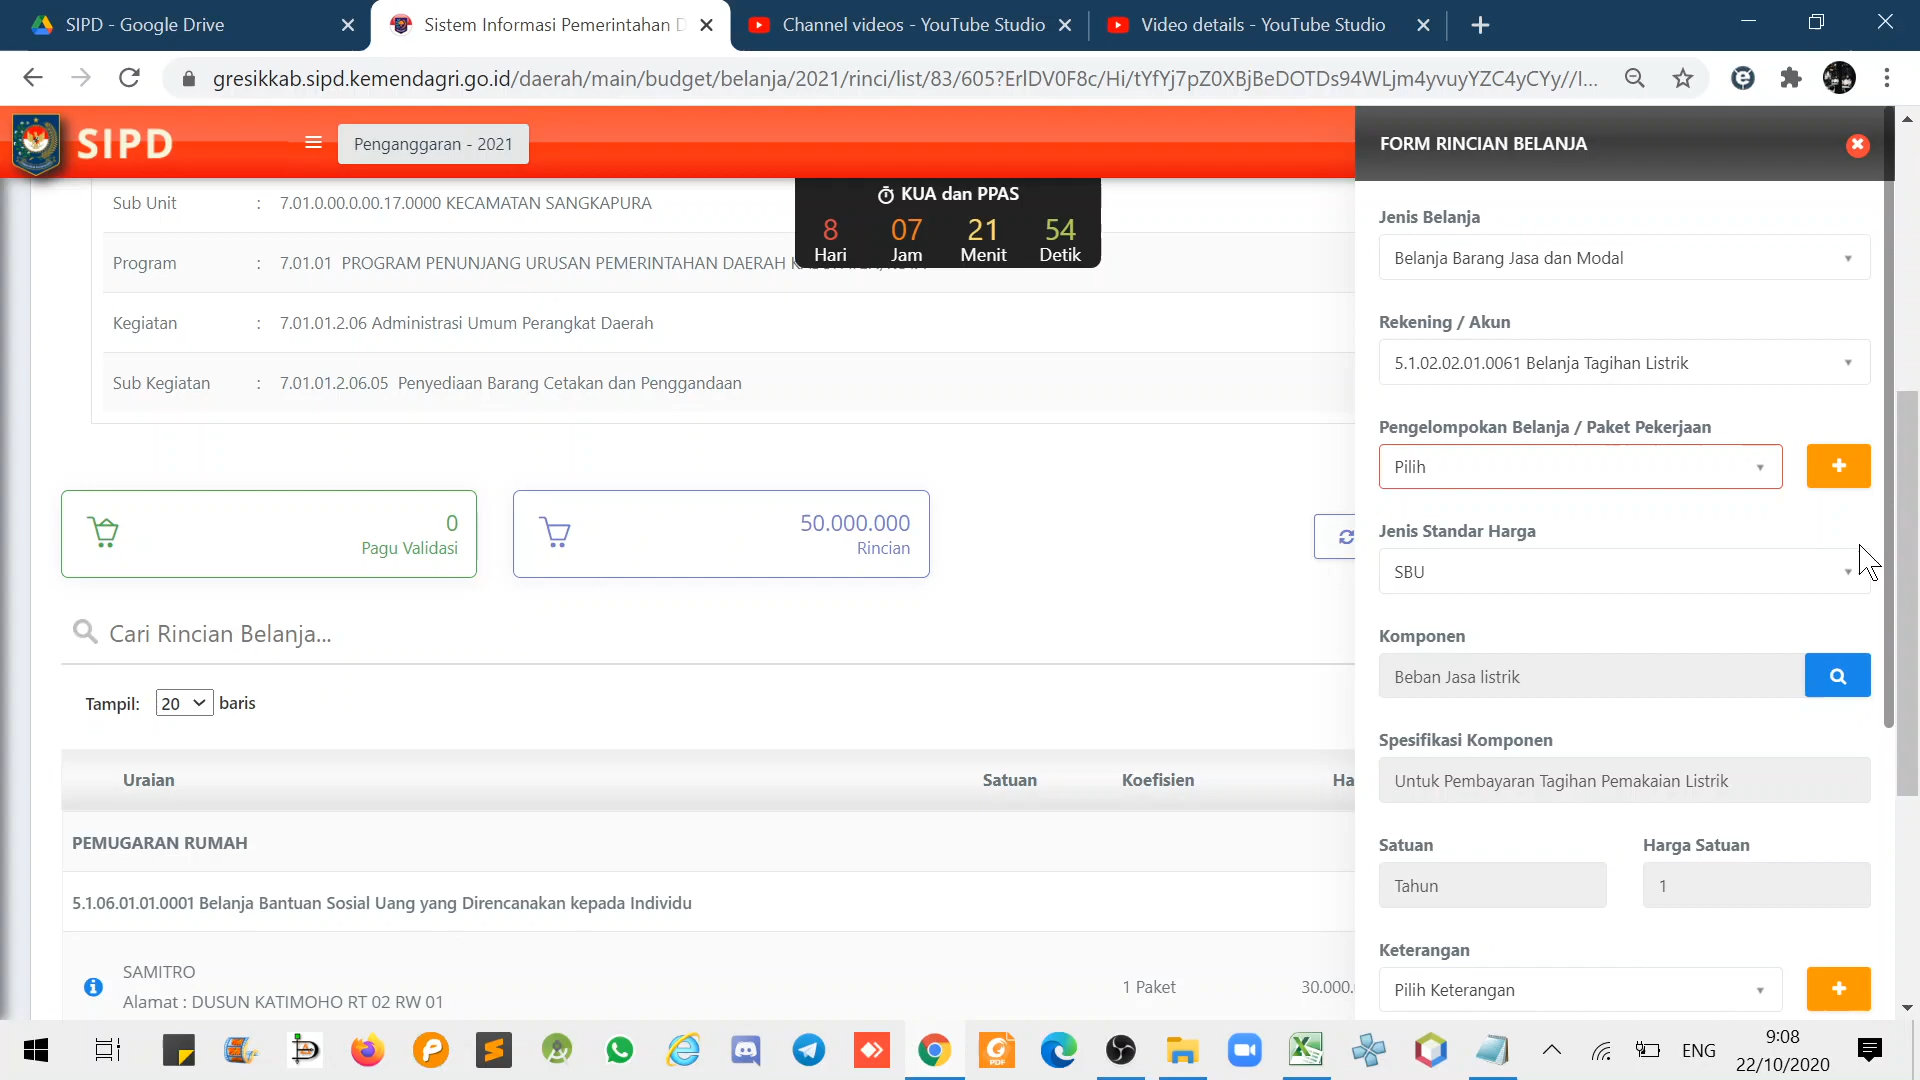 SIPD - Google Drive
Sistem Informasi Pemerintahan D
Channel videos - YouTube Studio
Video details - YouTube Studio
gresikkab.sipd.kemendagri.go.id/daerah/main/budget/belanja/2021/rinci/list/83/605?ErlDV0F8c/Hi/tYfYj7pZ0XBjBeDOTDs94WLjm4yvuyYZC4yCYy//I...
SIPD
Penganggaran - 2021
FORM RINCIAN BELANJA
KUA dan PPAS
8 07 21 54
Hari Jam Menit Detik
Sub Unit : 7.01.0.00.0.00.17.0000 KECAMATAN SANGKAPURA
Program : 7.01.01 PROGRAM PENUNJANG URUSAN PEMERINTAHAN DAERAH
Kegiatan : 7.01.01.2.06 Administrasi Umum Perangkat Daerah
Sub Kegiatan : 7.01.01.2.06.05 Penyediaan Barang Cetakan dan Penggandaan
0
Pagu Validasi
50.000.000
Rincian
Cari Rincian Belanja...
Tampil: 20 baris
Uraian Satuan Koefisien Ha
PEMUGARAN RUMAH
5.1.06.01.01.0001 Belanja Bantuan Sosial Uang yang Direncanakan kepada Individu
SAMITRO
Alamat : DUSUN KATIMOHO RT 02 RW 01
1 Paket
30.000.
Jenis Belanja
Belanja Barang Jasa dan Modal
Rekening / Akun
5.1.02.02.01.0061 Belanja Tagihan Listrik
Pengelompokan Belanja / Paket Pekerjaan
Pilih
Jenis Standar Harga
SBU
Komponen
Beban Jasa listrik
Spesifikasi Komponen
Untuk Pembayaran Tagihan Pemakaian Listrik
Satuan Harga Satuan
Tahun 1
Keterangan
Pilih Keterangan
PDF
ENG
9:08
22/10/2020